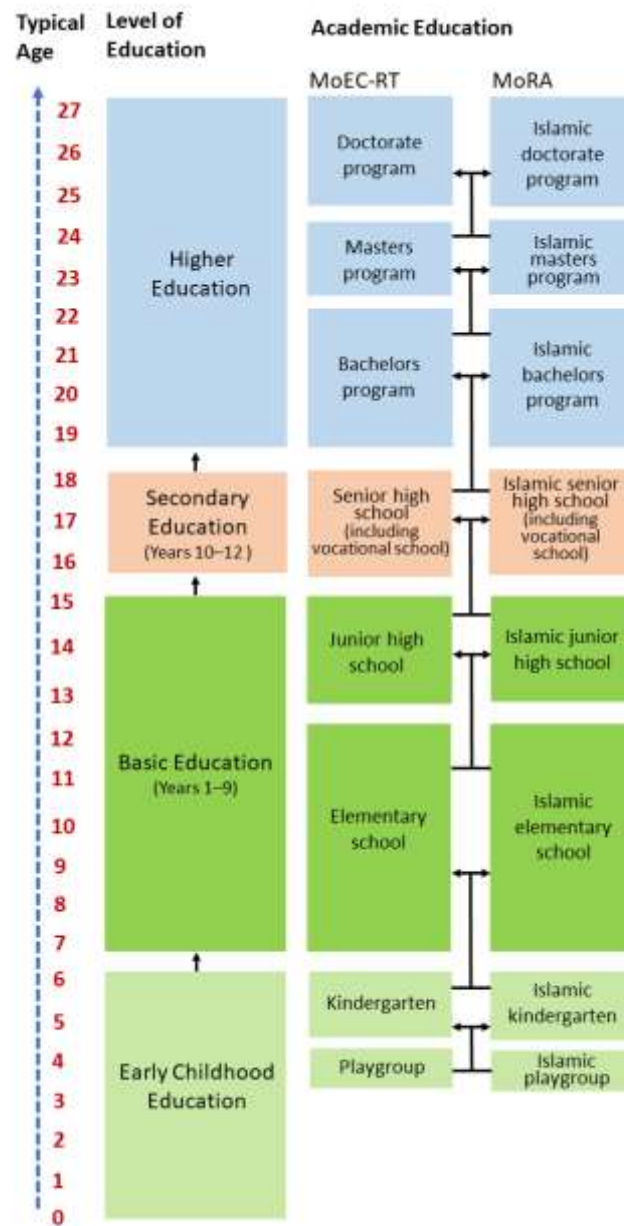 Typical Age
Level of Education
Academic Education
MoEC-RT
MoRA
27
26
25
24
23
22
21
20
19
18
17
16
15
14
13
12
11
10
9
8
7
6
5
4
3
2
1
0
Higher
Education
Secondary
Education
(Years 10–12 )
Basic Education
(Years 1–9)
Early Childhood
Education
Doctorate
program
Islamic
doctorate
program
Masters
program
Islamic
masters
program
Bachelors
program
Islamic
bachelors
program
Senior high
school
(including
vocational school)
Islamic senior
high school
(including
vocational
school)
Junior high
school
Islamic junior
high school
Elementary
school
Islamic
elementary
school
Kindergarten
Islamic
kindergarten
Playgroup
Islamic
playgroup